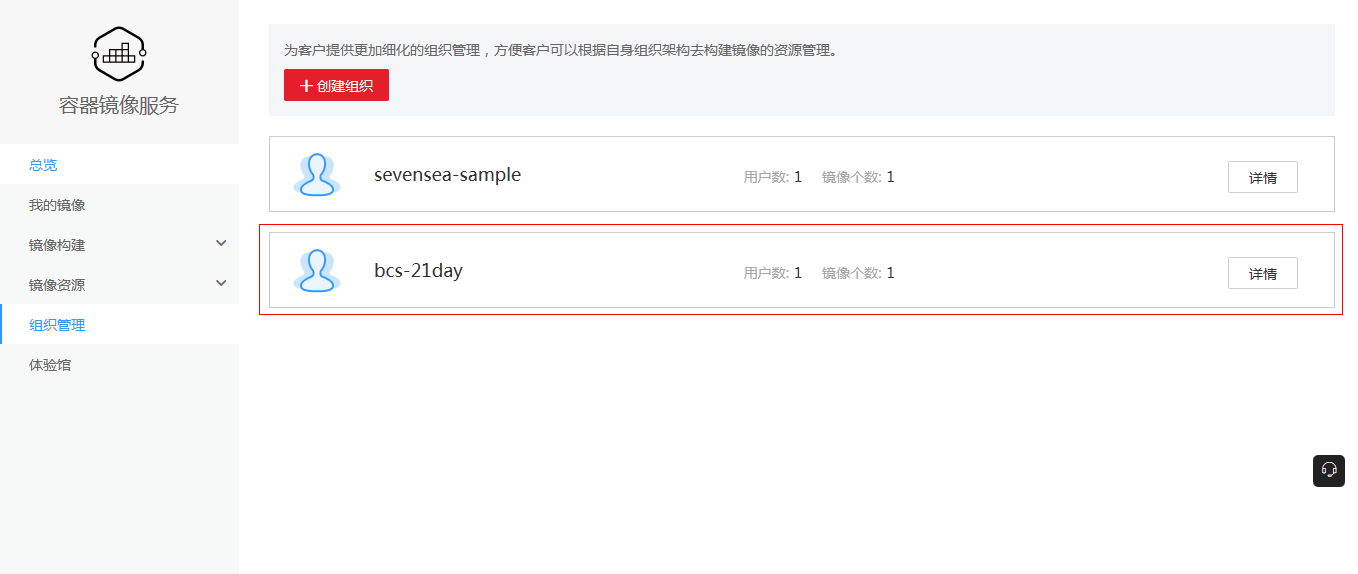 容器镜像服务
总览
我的镜像
镜像构建
镜像资源
组织管理
体验馆
为客户提供更加细化的组织管理，方便客户可以根据自身组织架构去构建镜像的资源管理。
创建组织
sevensea-sample 用户数: 1 镜像个数: 1 详情
bcs-21day 用户数: 1 镜像个数: 1 详情